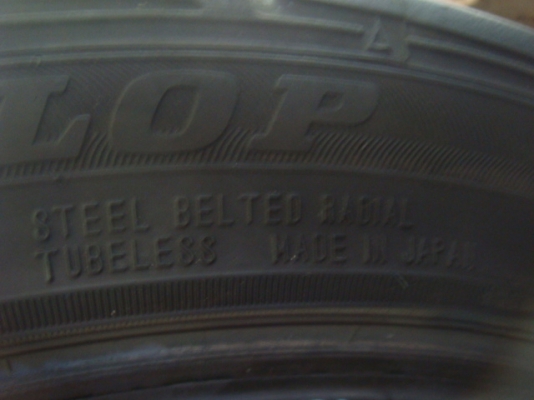 LOP
STEEL BELTED RADIAL
TUBELESS MADE IN JAPAN